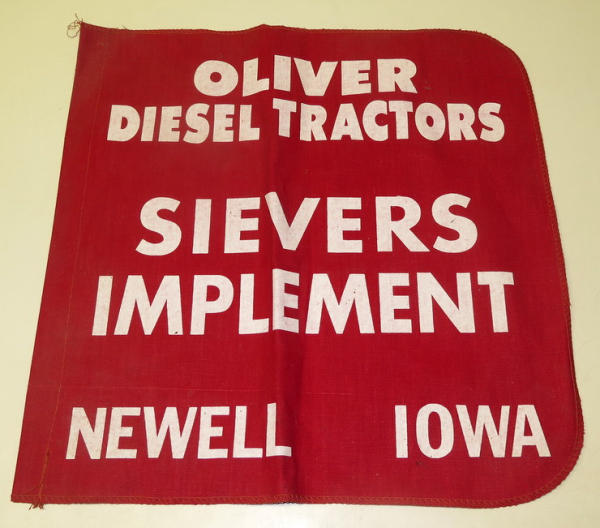 OLIVER
DIESEL TRACTORS
SIEVERS
IMPLEMENT
NEWELL IOWA